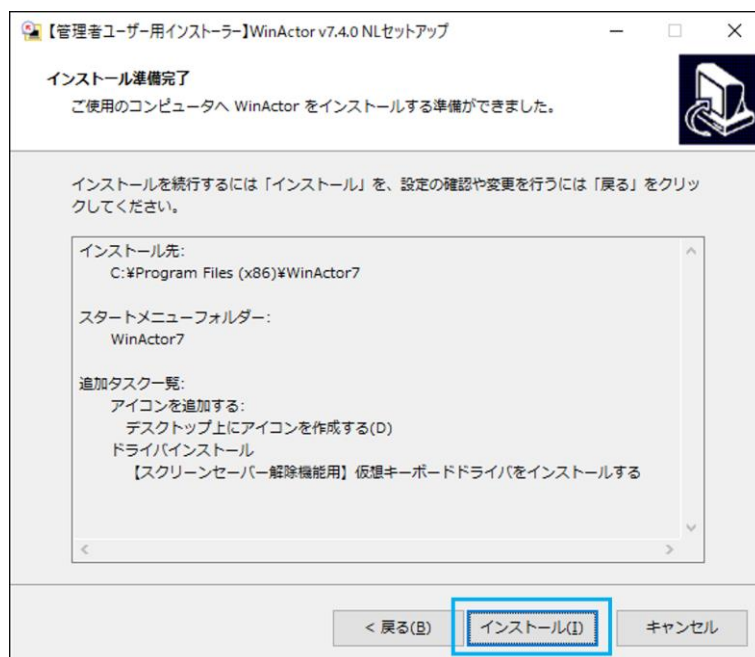 【管理者ユーザー用インストーラー】WinActor v7.4.0 NLセットアップ
インストール準備完了
ご使用のコンピュータへ WinActor をインストールする準備ができました。
インストールを続行するには「インストール」を、設定の確認や変更を行うには「戻る」をクリッ
クしてください。
インストール先:
C:¥Program Files (x86)¥WinActor7
スタートメニューフォルダー:
WinActor7
追加タスク一覧:
アイコンを追加する:
デスクトップ上にアイコンを作成する(D)
ドライバインストール
【スクリーンセーバー解除機能用】仮想キーボードドライバをインストールする
< 戻る(B)
インストール(I)
キャンセル